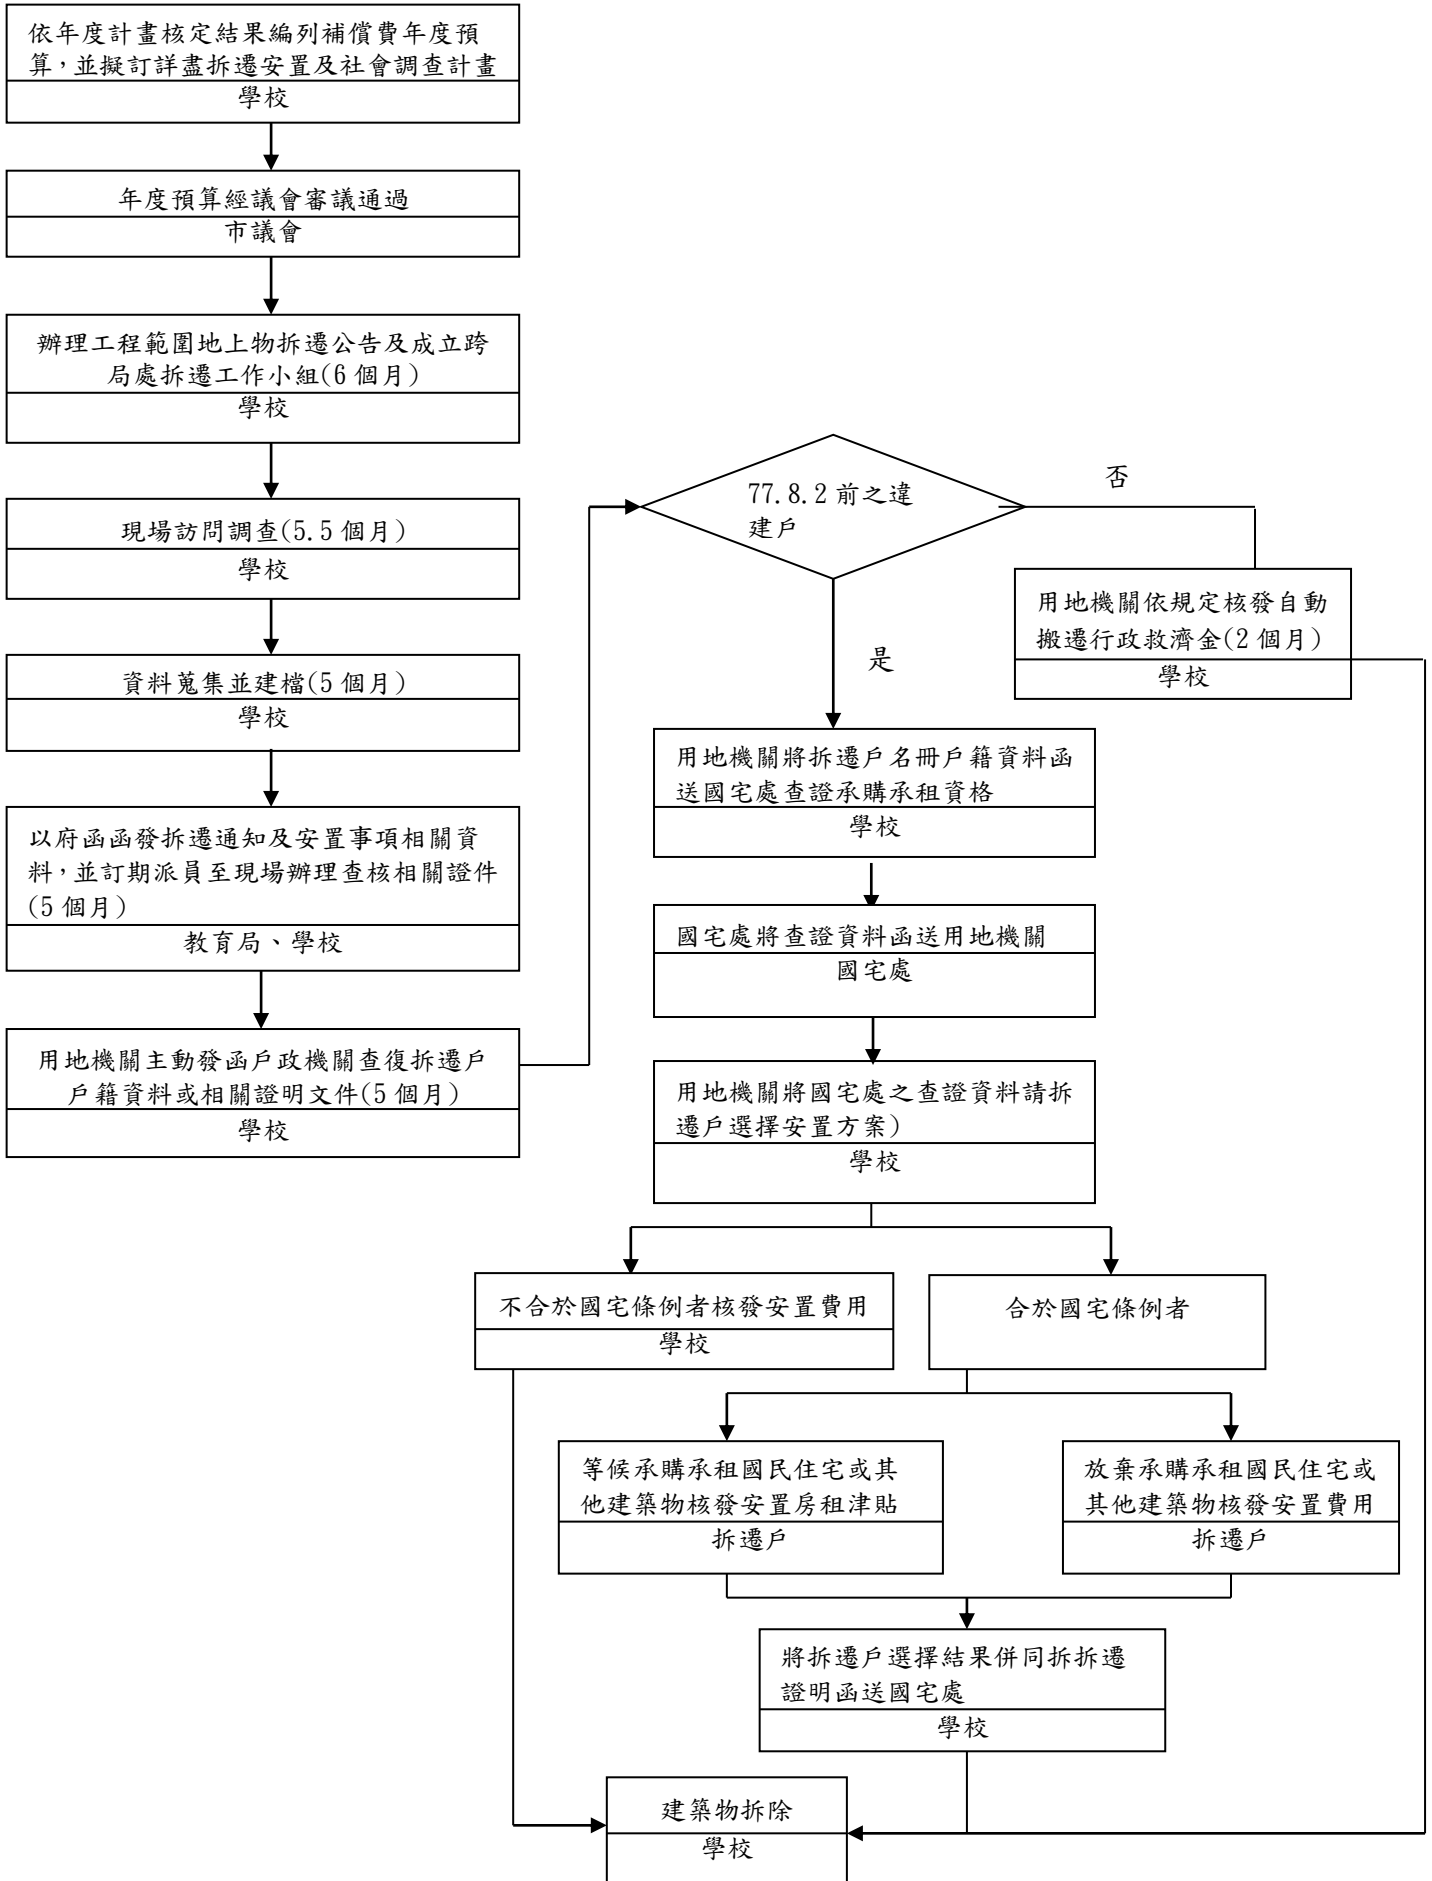 依年度計畫核定結果編列補償費年度預
算，並擬訂詳盡拆遷安置及社會調查計畫
學校
年度預算經議會審議通過
市議會
辦理工程範圍地上物拆遷公告及成立跨
局處拆遷工作小組(6 個月)
學校
現場訪問調查(5.5 個月)
學校
資料蒐集並建檔(5 個月)
學校
以府函函發拆遷通知及安置事項相關資
料，並訂期派員至現場辦理查核相關證件
(5 個月)
教育局、學校
用地機關主動發函戶政機關查復拆遷戶
戶籍資料或相關證明文件(5 個月)
學校
77.8.2 前之違
建戶
否
是
用地機關依規定核發自動
搬遷行政救濟金(2 個月)
學校
用地機關將拆遷戶名冊戶籍資料函
送國宅處查證承購承租資格
學校
國宅處將查證資料函送用地機關
國宅處
用地機關將國宅處之查證資料請拆
遷戶選擇安置方案)
學校
不合於國宅條例者核發安置費用
學校
合於國宅條例者
等候承購承租國民住宅或其
他建築物核發安置房租津貼
拆遷戶
放棄承購承租國民住宅或
其他建築物核發安置費用
拆遷戶
將拆遷戶選擇結果併同拆拆遷
證明函送國宅處
學校
建築物拆除
學校